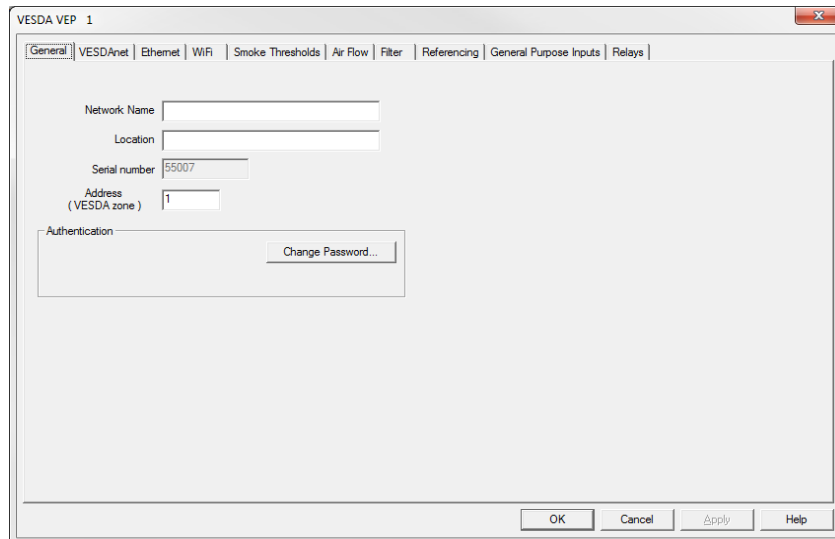 VESDA VEP 1
General VESDAnet Ethernet WiFi Smoke Thresholds Air Flow Filter Referencing General Purpose Inputs Relays
Network Name
Location
Serial number 55007
Address
( VESDA zone ) 1
Authentication
Change Password...
OK Cancel Apply Help